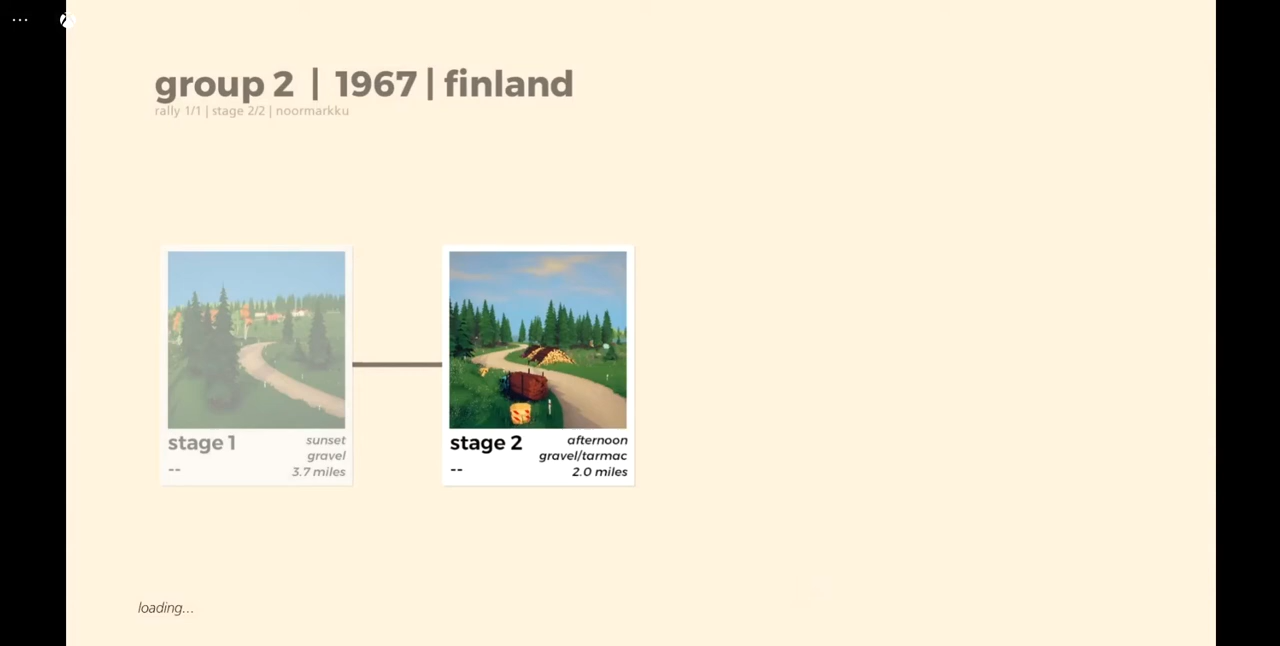 group 2 | 1967 | finland
rally 1/1 | stage 2/2 | noormarkku
stage 1
sunset
gravel
--
3.7 miles
stage 2
afternoon
gravel/tarmac
--
2.0 miles
loading...